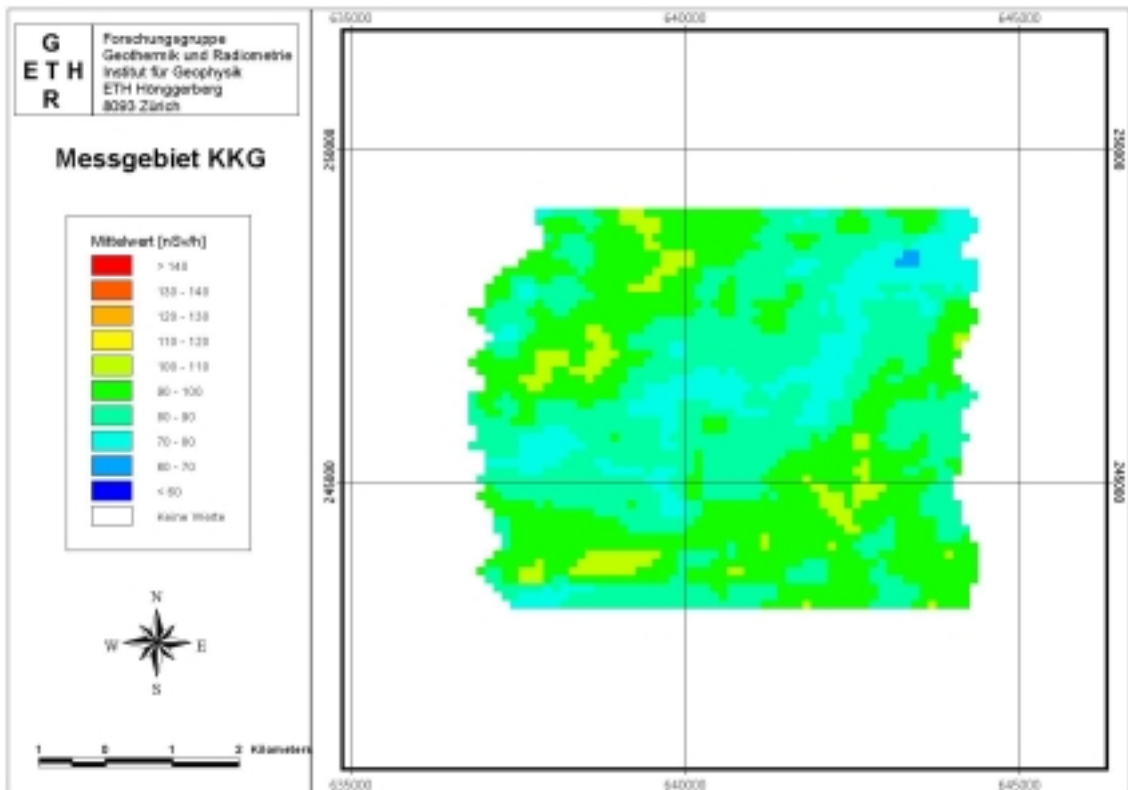 G
E T H
R
Forschungsgruppe
Geothermik und Radiometrie
Institut für Geophysik
ETH Hönggerberg
8093 Zürich
Messgebiet KKG
Mittelwert [nSv/h]
> 140
130 - 140
120 - 130
110 - 120
100 - 110
90 - 100
80 - 90
70 - 80
60 - 70
< 60
Keine Werte
N
W E
S
1 0 1 2 Kilometers
635000 640000 645000
250000 250000
245000 245000
635000 640000 645000